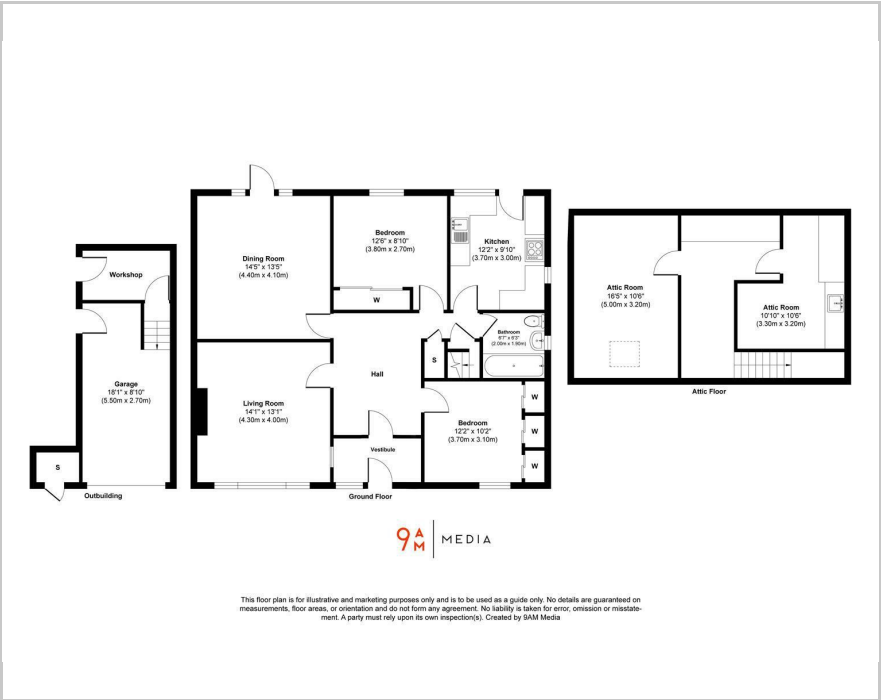 Workshop
Garage
18'1" x 8'10"
(5.50m x 2.70m)
S
Outbuilding
Dining Room
14'5" x 13'5"
(4.40m x 4.10m)
Bedroom
12'6" x 8'10"
(3.80m x 2.70m)
W
Kitchen
12'2" x 9'10"
(3.70m x 3.00m)
Bathroom
6'7" x 6'3"
(2.00m x 1.90m)
S
Hall
Living Room
14'1" x 13'1"
(4.30m x 4.00m)
Bedroom
12'2" x 10'2"
(3.70m x 3.10m)
W
W
W
Vestibule
Ground Floor
Attic Room
16'5" x 10'6"
(5.00m x 3.20m)
Attic Room
10'10" x 10'6"
(3.30m x 3.20m)
Attic Floor
9AM MEDIA
This floor plan is for illustrative and marketing purposes only and is to be used as a guide only. No details are guaranteed on
measurements, floor areas, or orientation and do not form any agreement. No liability is taken for error, omission or misstate-
ment. A party must rely upon its own inspection(s). Created by 9AM Media